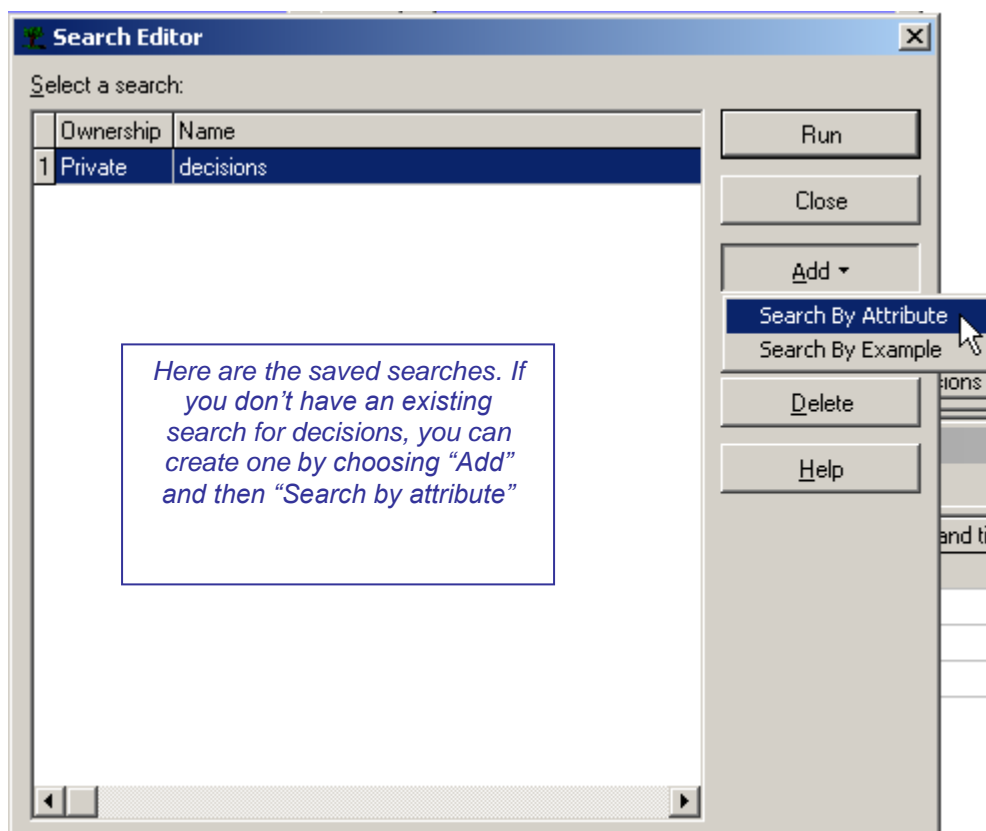 Search Editor
Select a search:
Ownership Name
1 Private decisions
Run
Close
Add
Search By Attribute
Search By Example
Delete
Help
Here are the saved searches. If
you don’t have an existing
search for decisions, you can
create one by choosing “Add”
and then “Search by attribute”
and ti